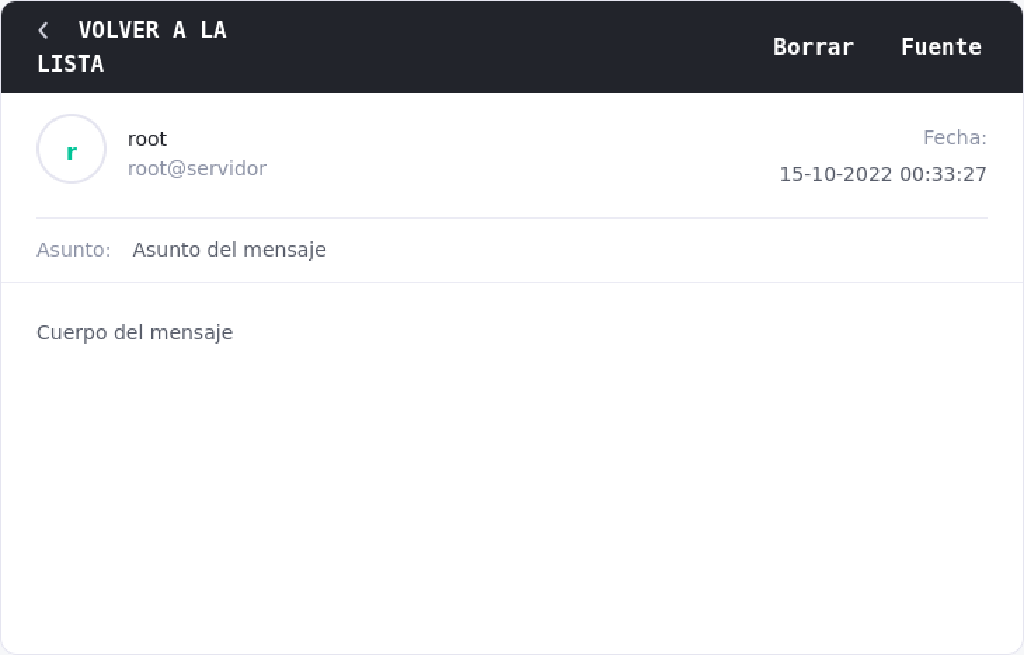 VOLVER A LA
LISTA
Borrar
Fuente
r
root
root@servidor
Fecha:
15-10-2022 00:33:27
Asunto: Asunto del mensaje
Cuerpo del mensaje